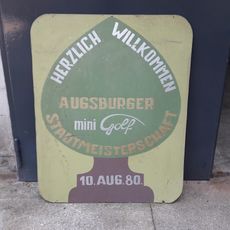 HERZLICH WILLKOMMEN
AUGSBURGER
mini Golf
STADTMEISTERSCHAFT
10. AUG. 80.